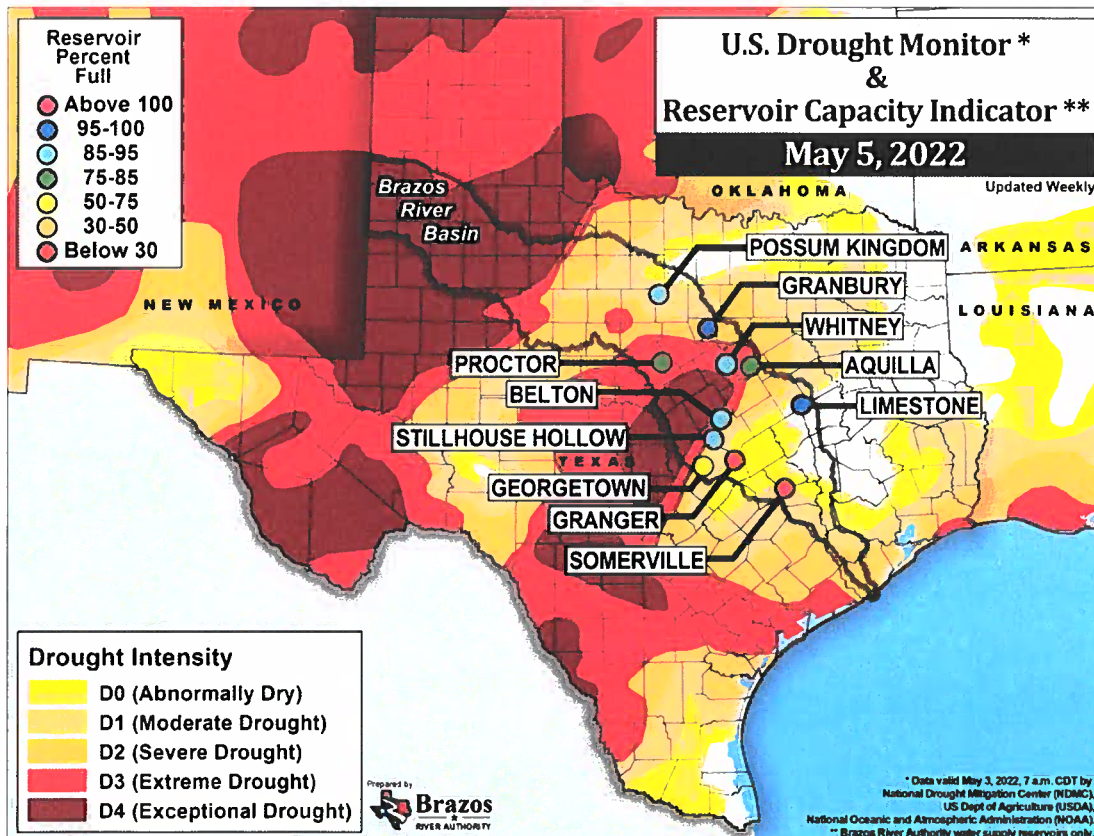 Reservoir
Percent
Full
Above 100
95-100
85-95
75-85
50-75
30-50
Below 30
U.S. Drought Monitor *
&
Reservoir Capacity Indicator **
May 5, 2022
Updated Weekly
OKLAHOMA
Brazos
River
Basin
POSSUM KINGDOM
ARKANSAS
GRANBURY
NEW MEXICO
LOUISIANA
WHITNEY
PROCTOR
AQUILLA
BELTON
LIMESTONE
STILLHOUSE HOLLOW
TEXAS
GEORGETOWN
GRANGER
SOMERVILLE
Drought Intensity
D0 (Abnormally Dry)
D1 (Moderate Drought)
D2 (Severe Drought)
D3 (Extreme Drought)
D4 (Exceptional Drought)
Prepared by
Brazos
RIVER AUTHORITY
* Data valid May 3, 2022, 7 a.m. CDT by
National Drought Mitigation Center (NDMC),
US Dept of Agriculture (USDA),
National Oceanic and Atmospheric Administration (NOAA).
** Brazos River Authority water supply reservoirs only.